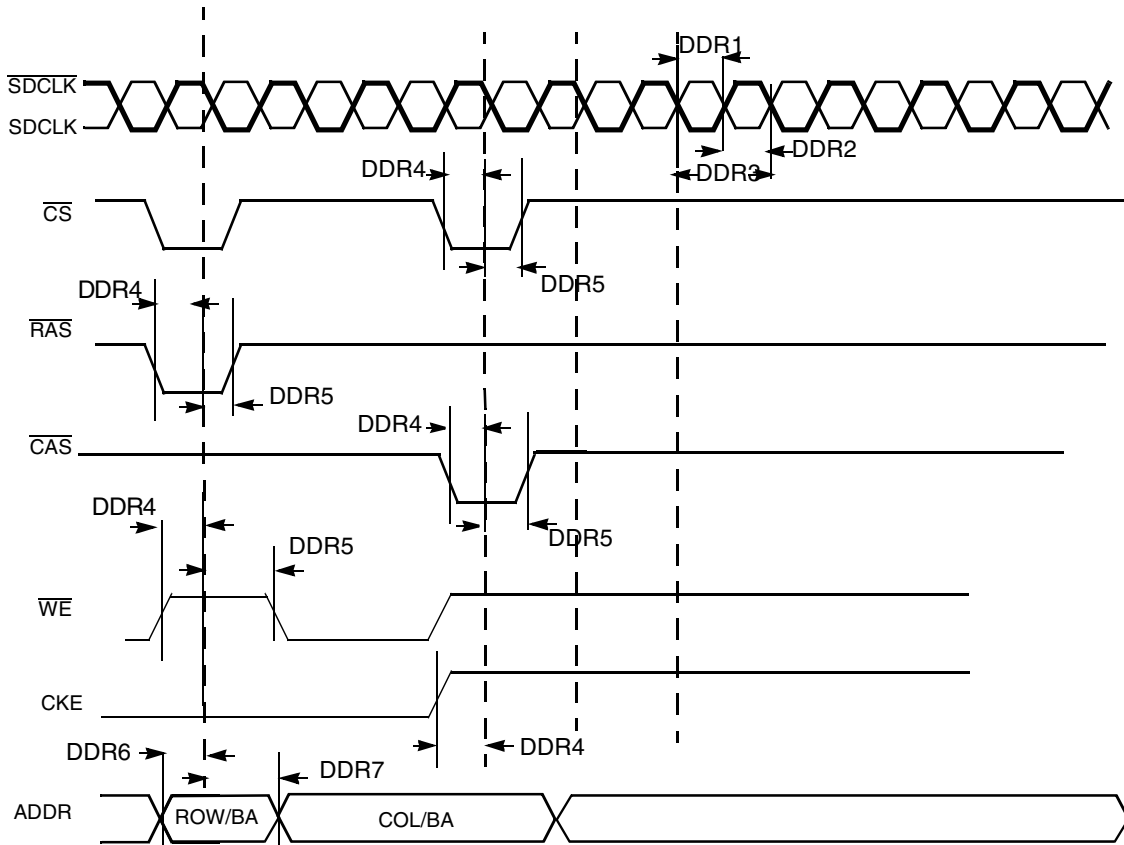 DDR1
SDCLK
SDCLK
DDR2
DDR4
DDR3
CS
DDR5
DDR4
RAS
DDR5
DDR4
CAS
DDR4
DDR5
DDR5
WE
CKE
DDR6
DDR4
DDR7
ADDR
ROW/BA
COL/BA